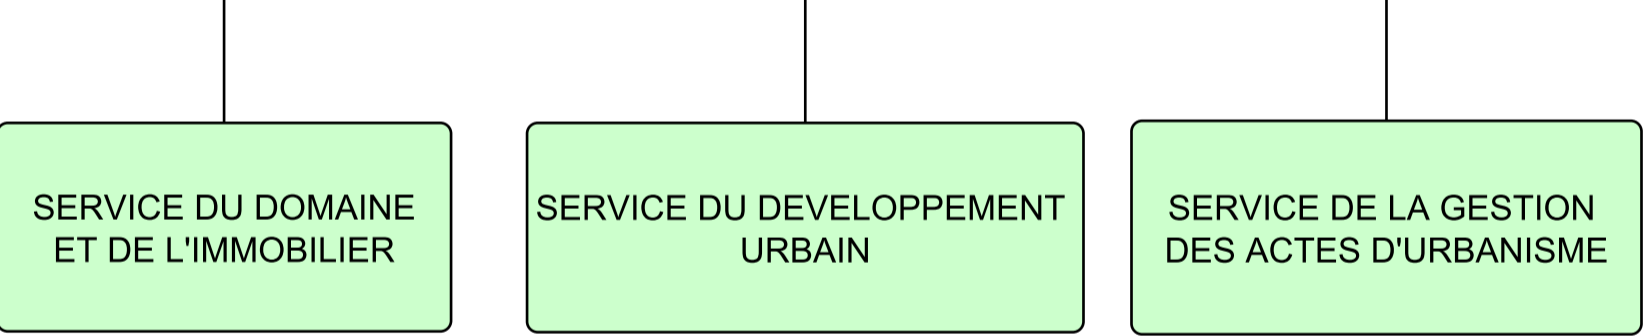 SERVICE DU DOMAINE
ET DE L'IMMOBILIER
SERVICE DU DEVELOPPEMENT
URBAIN
SERVICE DE LA GESTION
DES ACTES D'URBANISME